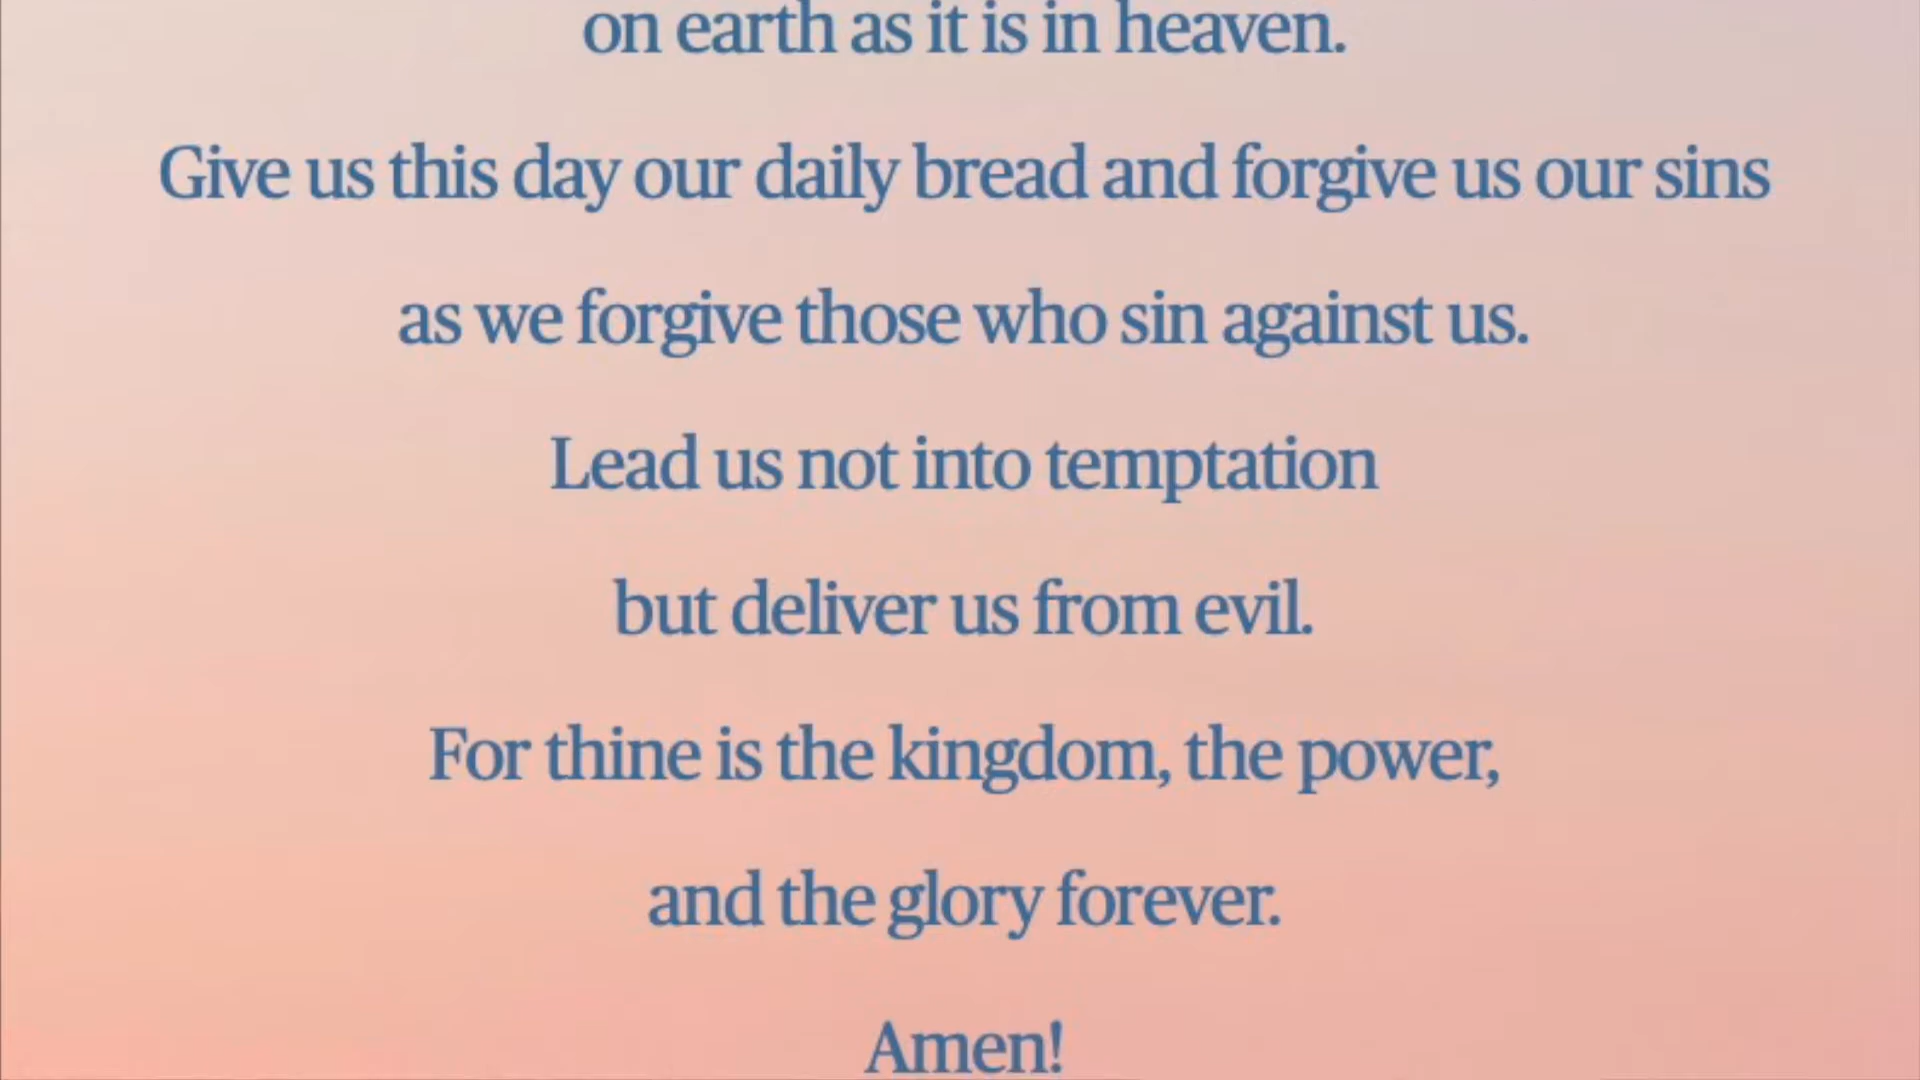 on earth as it is in heaven.
Give us this day our daily bread and forgive us our sins
as we forgive those who sin against us.
Lead us not into temptation
but deliver us from evil.
For thine is the kingdom, the power,
and the glory forever.
Amen!